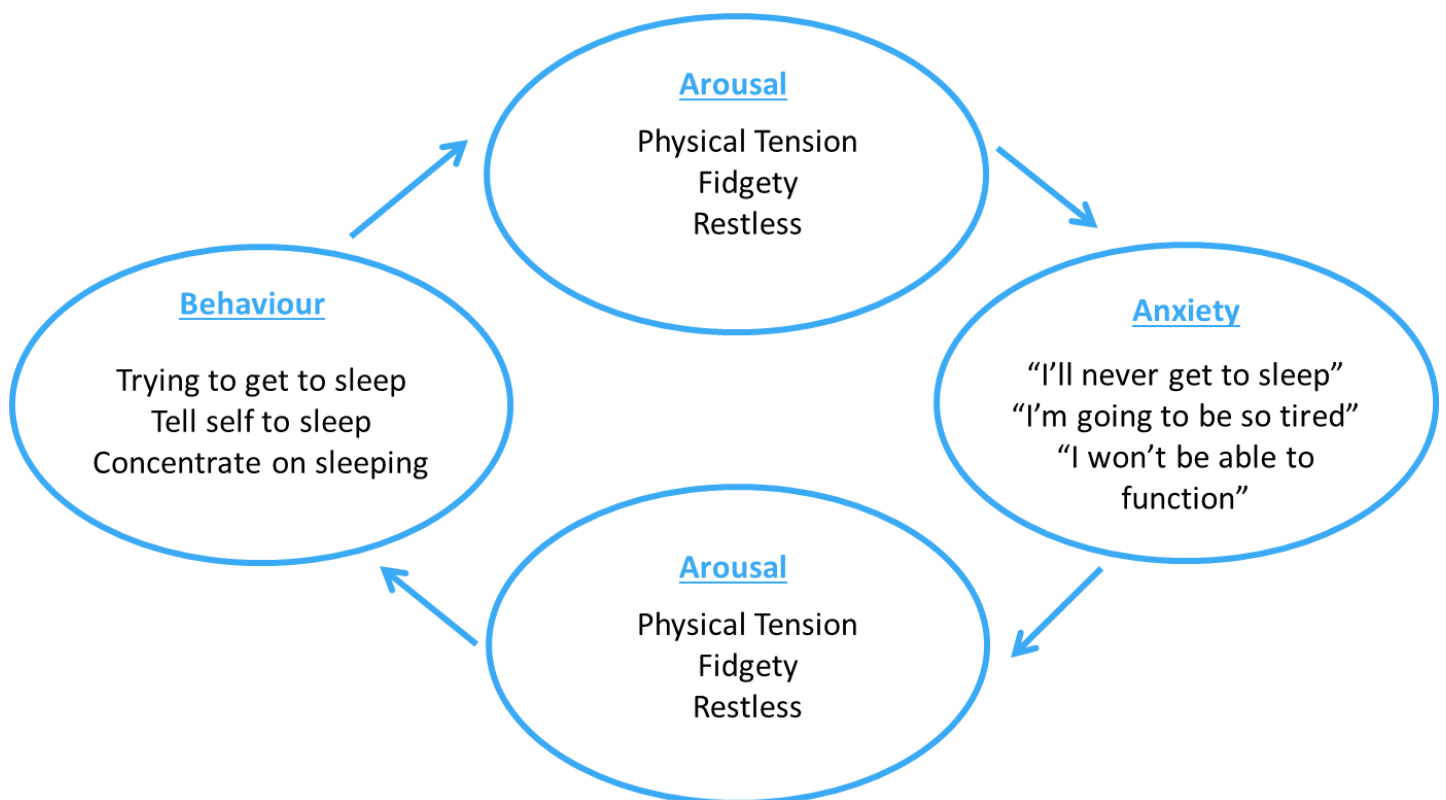 Arousal
Physical Tension
Fidgety
Restless
Behaviour
Trying to get to sleep
Tell self to sleep
Concentrate on sleeping
Anxiety
“I’ll never get to sleep”
“I’m going to be so tired”
“I won’t be able to
function”
Arousal
Physical Tension
Fidgety
Restless